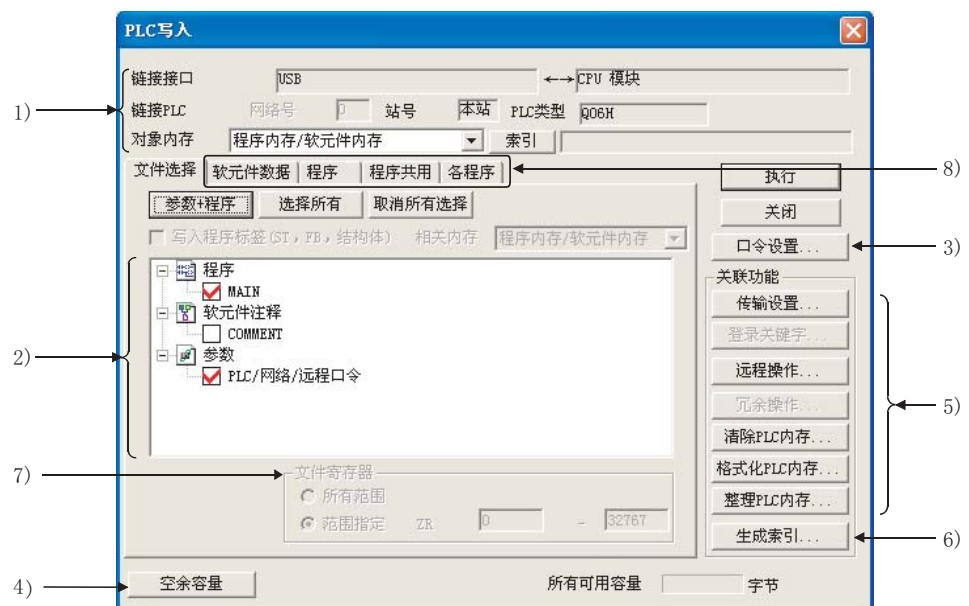 PLC写入
链接接口 USB ←→ CPU 模块
1) 链接PLC 网络号 0 站号 本站 PLC类型 Q06H
对象内存 程序内存/软元件内存 索引
文件选择 软元件数据 程序 程序共用 各程序 8)
执行
参数+程序 选择所有 取消所有选择
关闭
写入程序标签(ST，FB，结构体) 相关内存 程序内存/软元件内存
口令设置... 3)
程序
MAIN
软元件注释
COMMENT
2) 参数
PLC/网络/远程口令
关联功能
传输设置...
登录关键字...
远程操作...
冗余操作... 5)
清除PLC内存...
格式化PLC内存...
整理PLC内存...
生成索引... 6)
7) 文件寄存器
所有范围
范围指定 ZR 0 - 32767
4) 空余容量 所有可用容量 字节